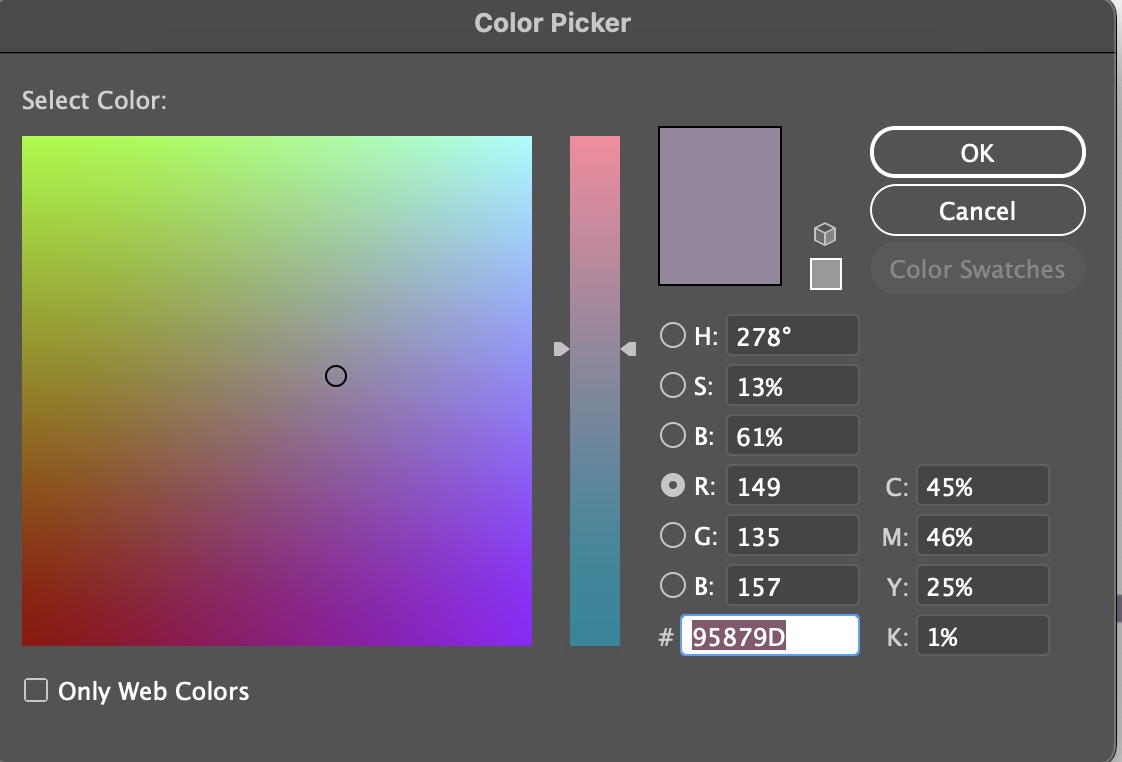 Color Picker
Select Color:
OK
Cancel
Color Swatches
H: 278°
S: 13%
B: 61%
R: 149 C: 45%
G: 135 M: 46%
B: 157 Y: 25%
# 95879D K: 1%
Only Web Colors